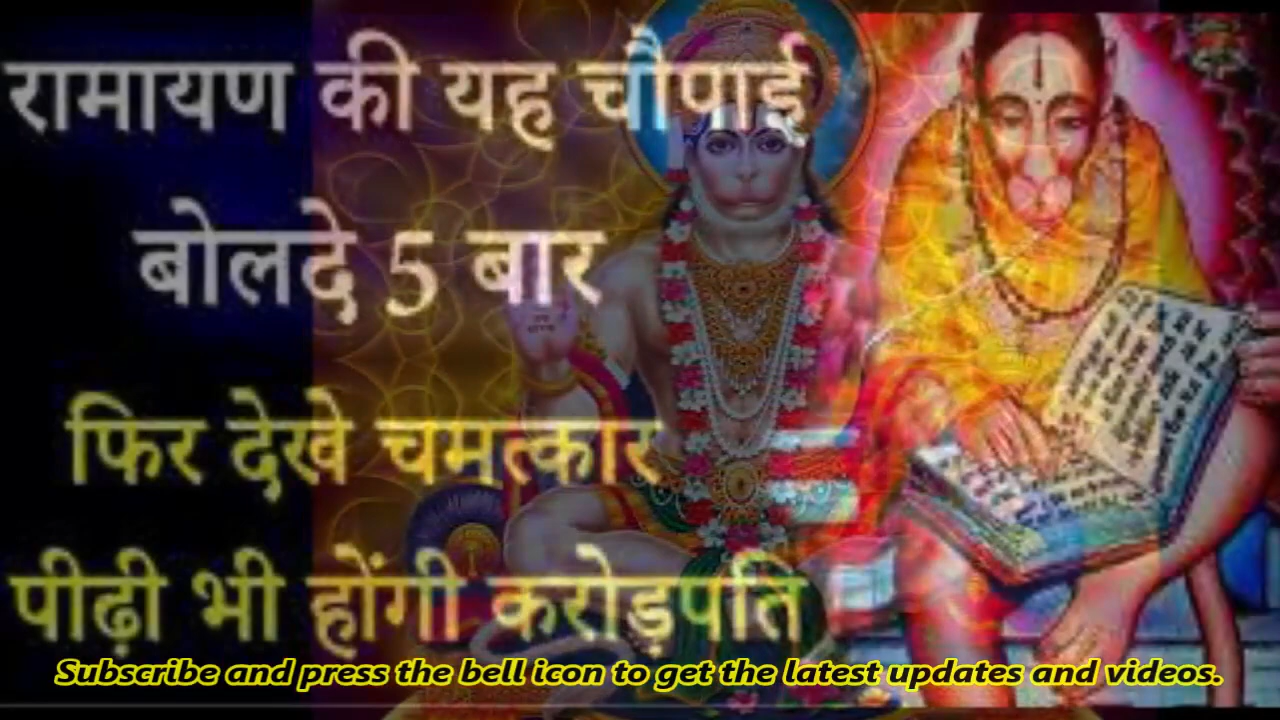 रामायण की यह चौपाई
बोलदे 5 बार
फिर देखे चमत्कार
पीढ़ी भी होंगी करोड़पति
Subscribe and press the bell icon to get the latest updates and videos.